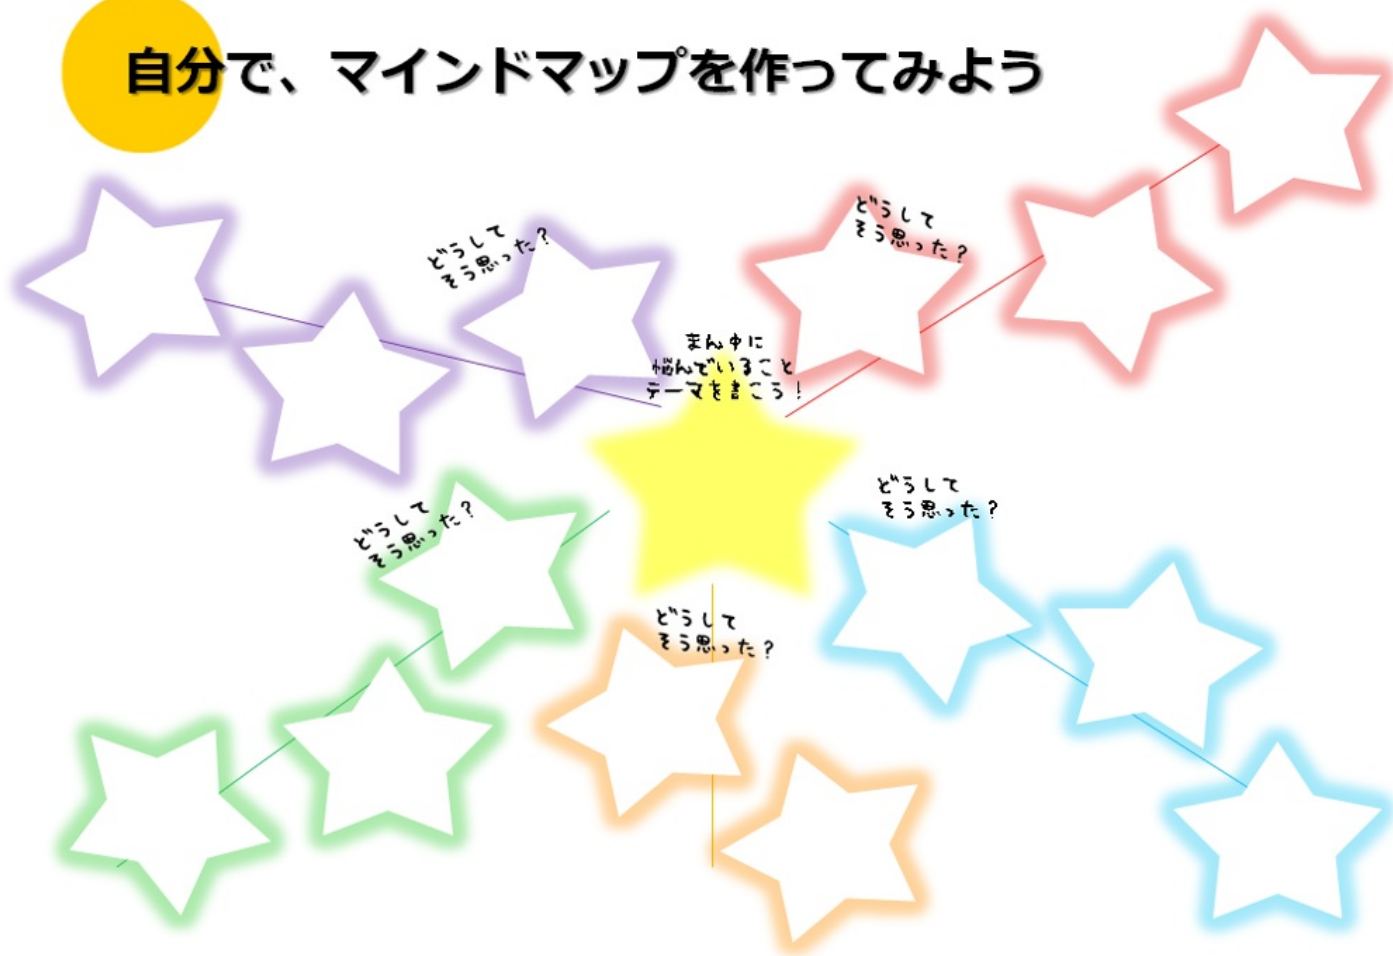 自分で、マインドマップを作ってみよう
どうして
そう思った?
どうして
そう思った?
まん中に
悩んでいること
テーマを書こう!
どうして
そう思った?
どうして
そう思った?
どうして
そう思った?